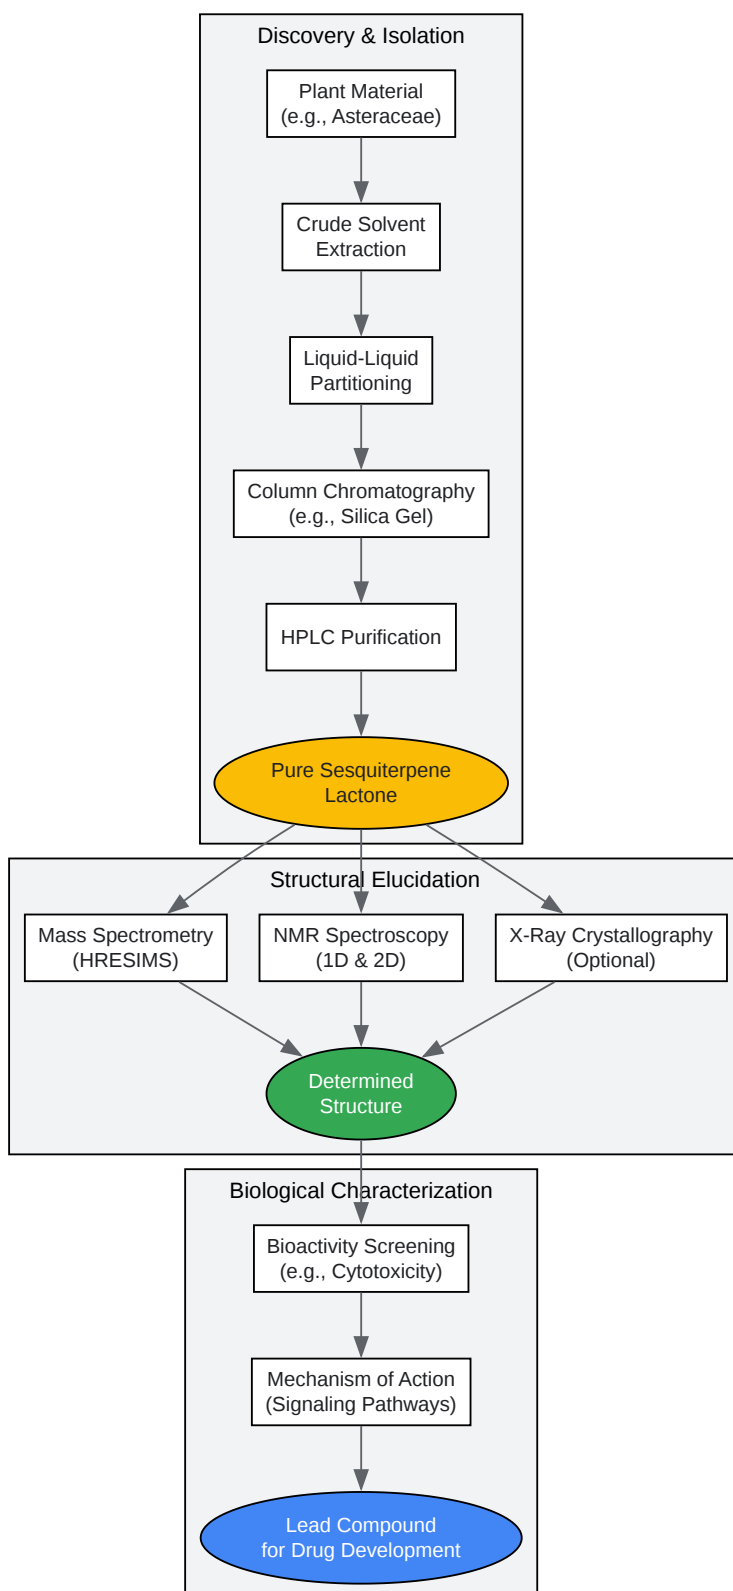 Discovery & Isolation
Plant Material
(e.g., Asteraceae)
Crude Solvent
Extraction
Liquid-Liquid
Partitioning
Column Chromatography
(e.g., Silica Gel)
HPLC Purification
Pure Sesquiterpene
Lactone
Structural Elucidation
Mass Spectrometry
(HRESIMS)
NMR Spectroscopy
(1D & 2D)
X-Ray Crystallography
(Optional)
Determined
Structure
Biological Characterization
Bioactivity Screening
(e.g., Cytotoxicity)
Mechanism of Action
(Signaling Pathways)
Lead Compound
for Drug Development